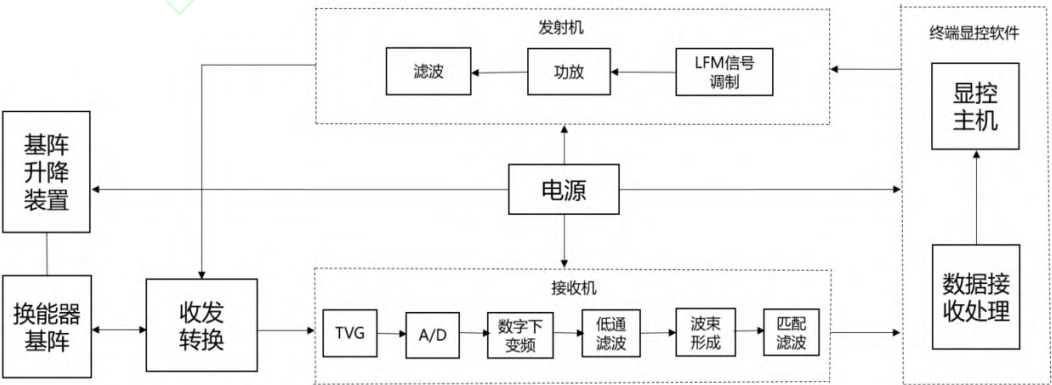 发射机
滤波
功放
LFM信号
调制
终端显控软件
显控
主机
基阵
升降
装置
电源
换能器
基阵
收发
转换
接收机
TVG
A/D
数字下
变频
低通
滤波
波束
形成
匹配
滤波
数据接
收处理